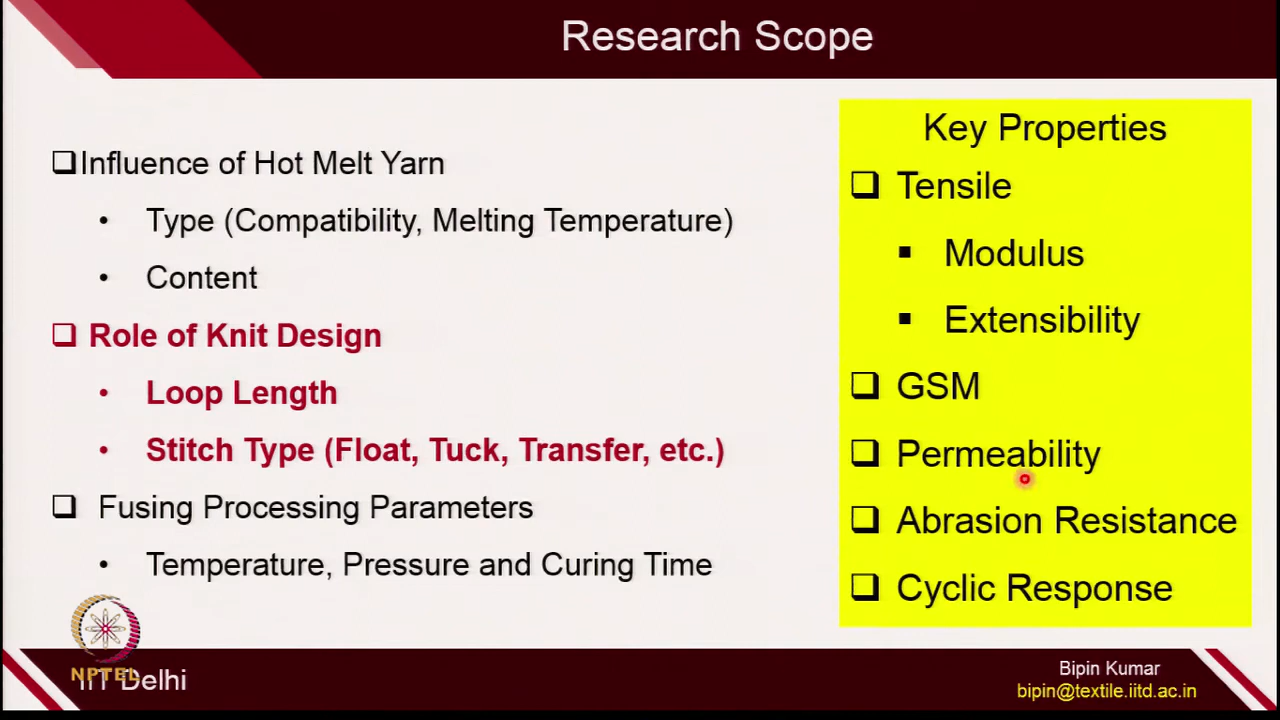 Research Scope
❑Influence of Hot Melt Yarn
• Type (Compatibility, Melting Temperature)
• Content
❑ Role of Knit Design
• Loop Length
• Stitch Type (Float, Tuck, Transfer, etc.)
❑ Fusing Processing Parameters
• Temperature, Pressure and Curing Time
Key Properties
❑ Tensile
▪ Modulus
▪ Extensibility
❑ GSM
❑ Permeability
❑ Abrasion Resistance
❑ Cyclic Response
NPTEL
IIT Delhi
Bipin Kumar
bipin@textile.iitd.ac.in